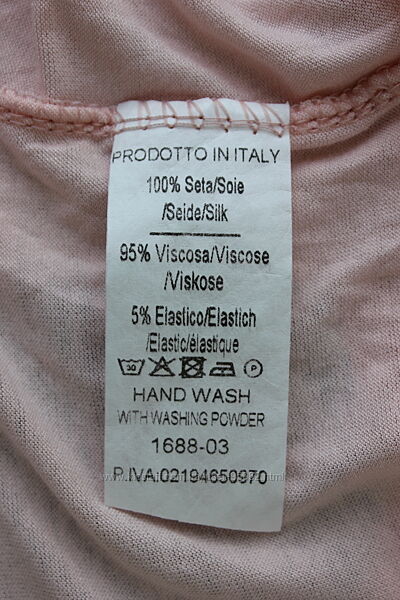 PRODOTTO IN ITALY
100% Seta/Soie
/Seide/Silk
95% Viscosa/Viscose
/Viskose
5% Elastico/Elastich
/Elastic/élastique
30 P
HAND WASH
WITH WASHING POWDER
1688-03
P.IVA:02194650970